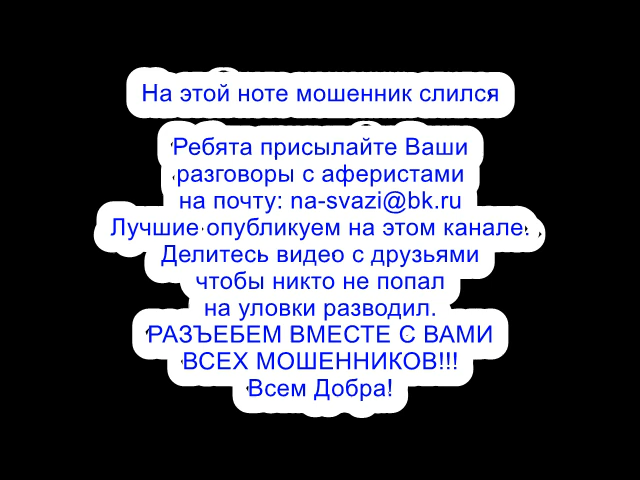 На этой ноте мошенник слился
Ребята присылайте Ваши
разговоры с аферистами
на почту: na-svazi@bk.ru
Лучшие опубликуем на этом канале.
Делитесь видео с друзьями
чтобы никто не попал
на уловки разводил.
РАЗЪЕБЕМ ВМЕСТЕ С ВАМИ
ВСЕХ МОШЕННИКОВ!!!
Всем Добра!